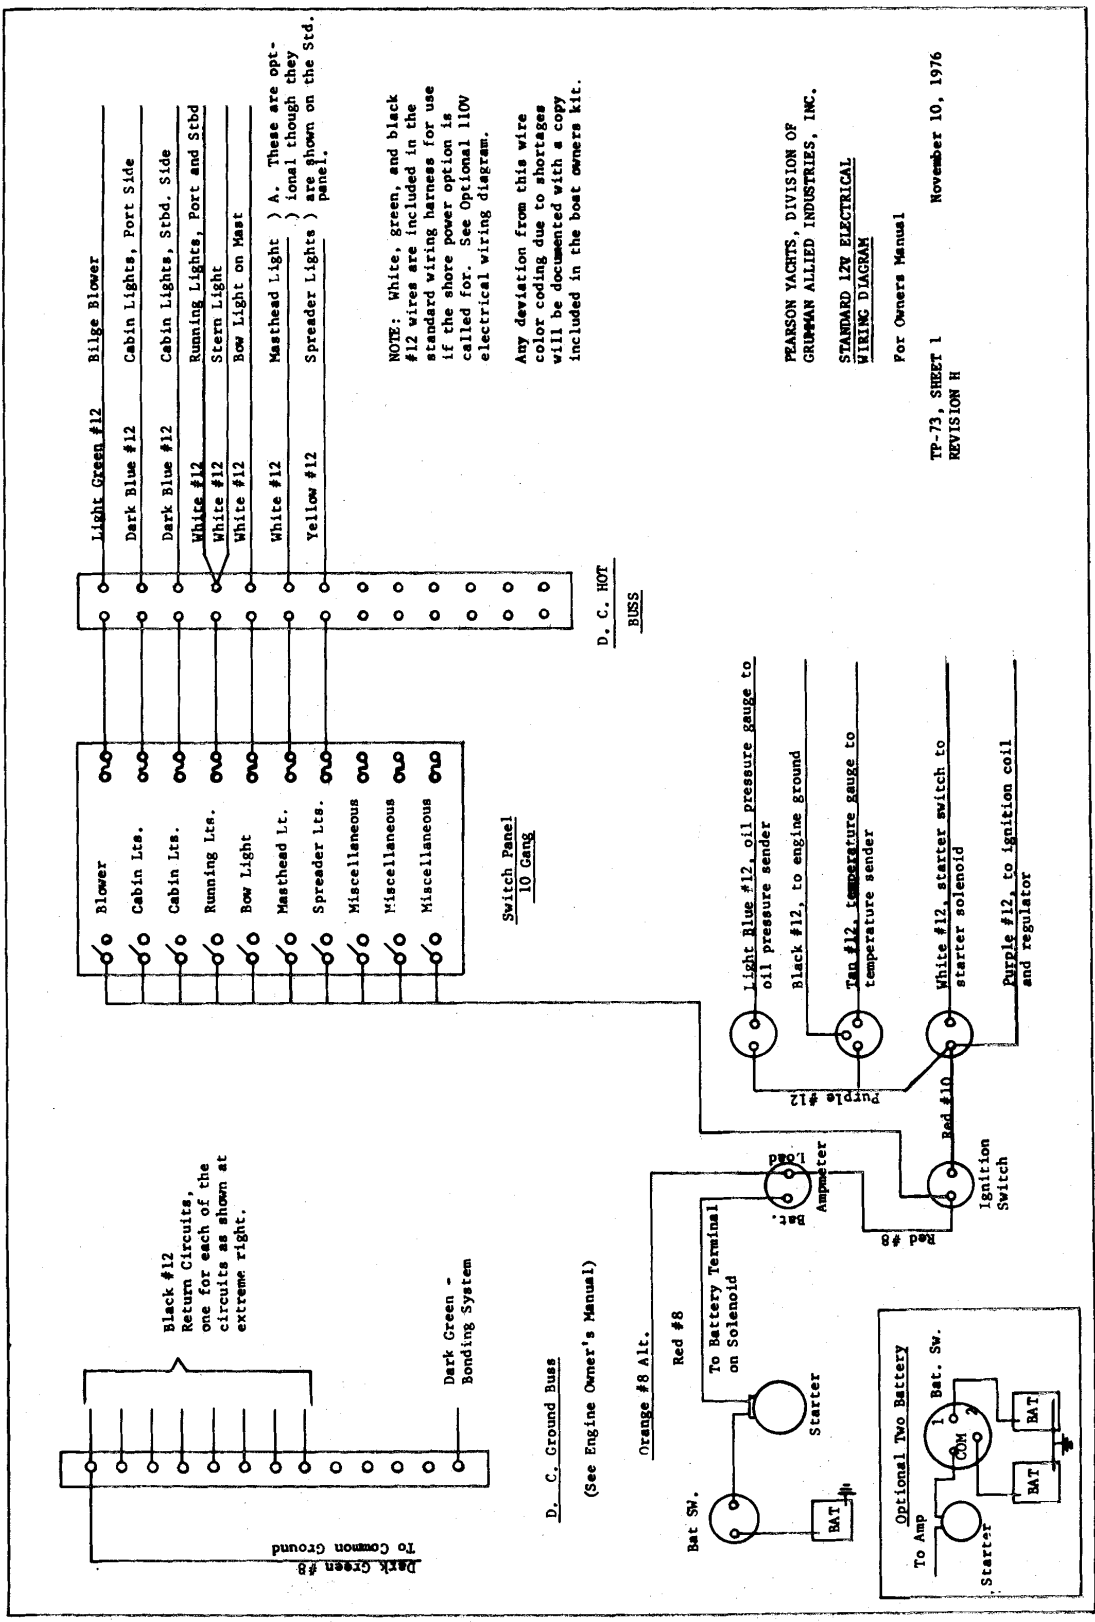 Black #12
Return Circuits,
one for each of the
circuits as shown at
extreme right.
Dark Green #8
To Common Ground
Dark Green -
Bonding System
D. C. Ground Buss
(See Engine Owner's Manual)
Blower
Cabin Lts.
Cabin Lts.
Running Lts.
Bow Light
Masthead Lt.
Spreader Lts.
Miscellaneous
Miscellaneous
Miscellaneous
Switch Panel
10 Gang
D. C. HOT
BUSS
Light Green #12 Bilge Blower
Dark Blue #12 Cabin Lights, Port Side
Dark Blue #12 Cabin Lights, Stbd. Side
White #12 Running Lights, Port and Stbd
White #12 Stern Light
White #12 Bow Light on Mast
White #12 Masthead Light ) A. These are opt-
) ional though they
Yellow #12 Spreader Lights ) are shown on the Std.
panel.
NOTE: White, green, and black
#12 wires are included in the
standard wiring harness for use
if the shore power option is
called for. See Optional 110V
electrical wiring diagram.
Any deviation from this wire
color coding due to shortages
will be documented with a copy
included in the boat owners kit.
Orange #8 Alt.
Red #8
To Battery Terminal
on Solenoid
Bat SW.
BAT
Starter
Bat.
Load
Ampmeter
Red #8
Ignition
Switch
Red #10
Purple #12
Light Blue #12, oil pressure gauge to
oil pressure sender
Black #12, to engine ground
Tan #12, temperature gauge to
temperature sender
White #12, starter switch to
starter solenoid
Purple #12, to ignition coil
and regulator
Optional Two Battery
To Amp
Starter
COM
1
2
Bat. Sw.
BAT
BAT
PEARSON YACHTS, DIVISION OF
GRUMMAN ALLIED INDUSTRIES, INC.
STANDARD 12V ELECTRICAL
WIRING DIAGRAM
For Owners Manual
TP-73, SHEET 1 November 10, 1976
REVISION H